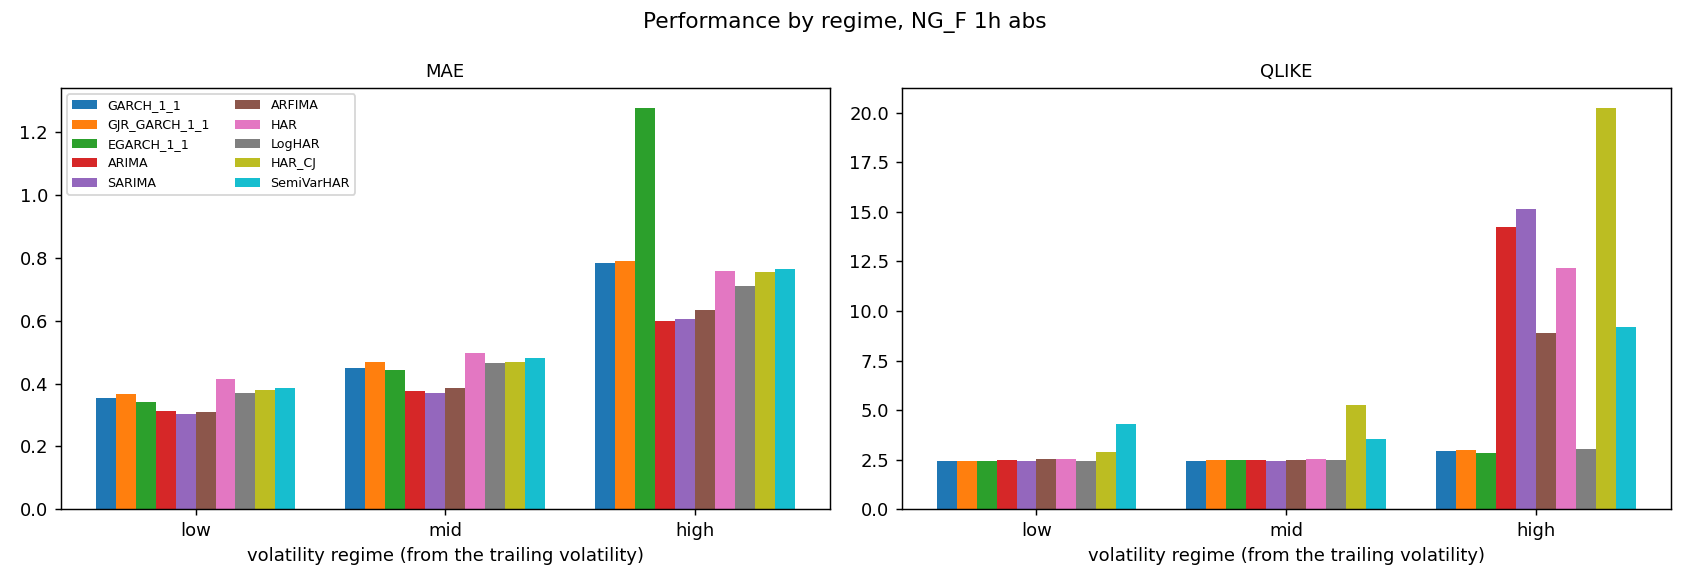 Performance by regime, NG_F 1h abs
MAE
GARCH_1_1
GJR_GARCH_1_1
EGARCH_1_1
ARIMA
SARIMA
ARFIMA
HAR
LogHAR
HAR_CJ
SemiVarHAR
1.2
1.0
0.8
0.6
0.4
0.2
0.0
low
mid
high
volatility regime (from the trailing volatility)
QLIKE
20.0
17.5
15.0
12.5
10.0
7.5
5.0
2.5
0.0
low
mid
high
volatility regime (from the trailing volatility)